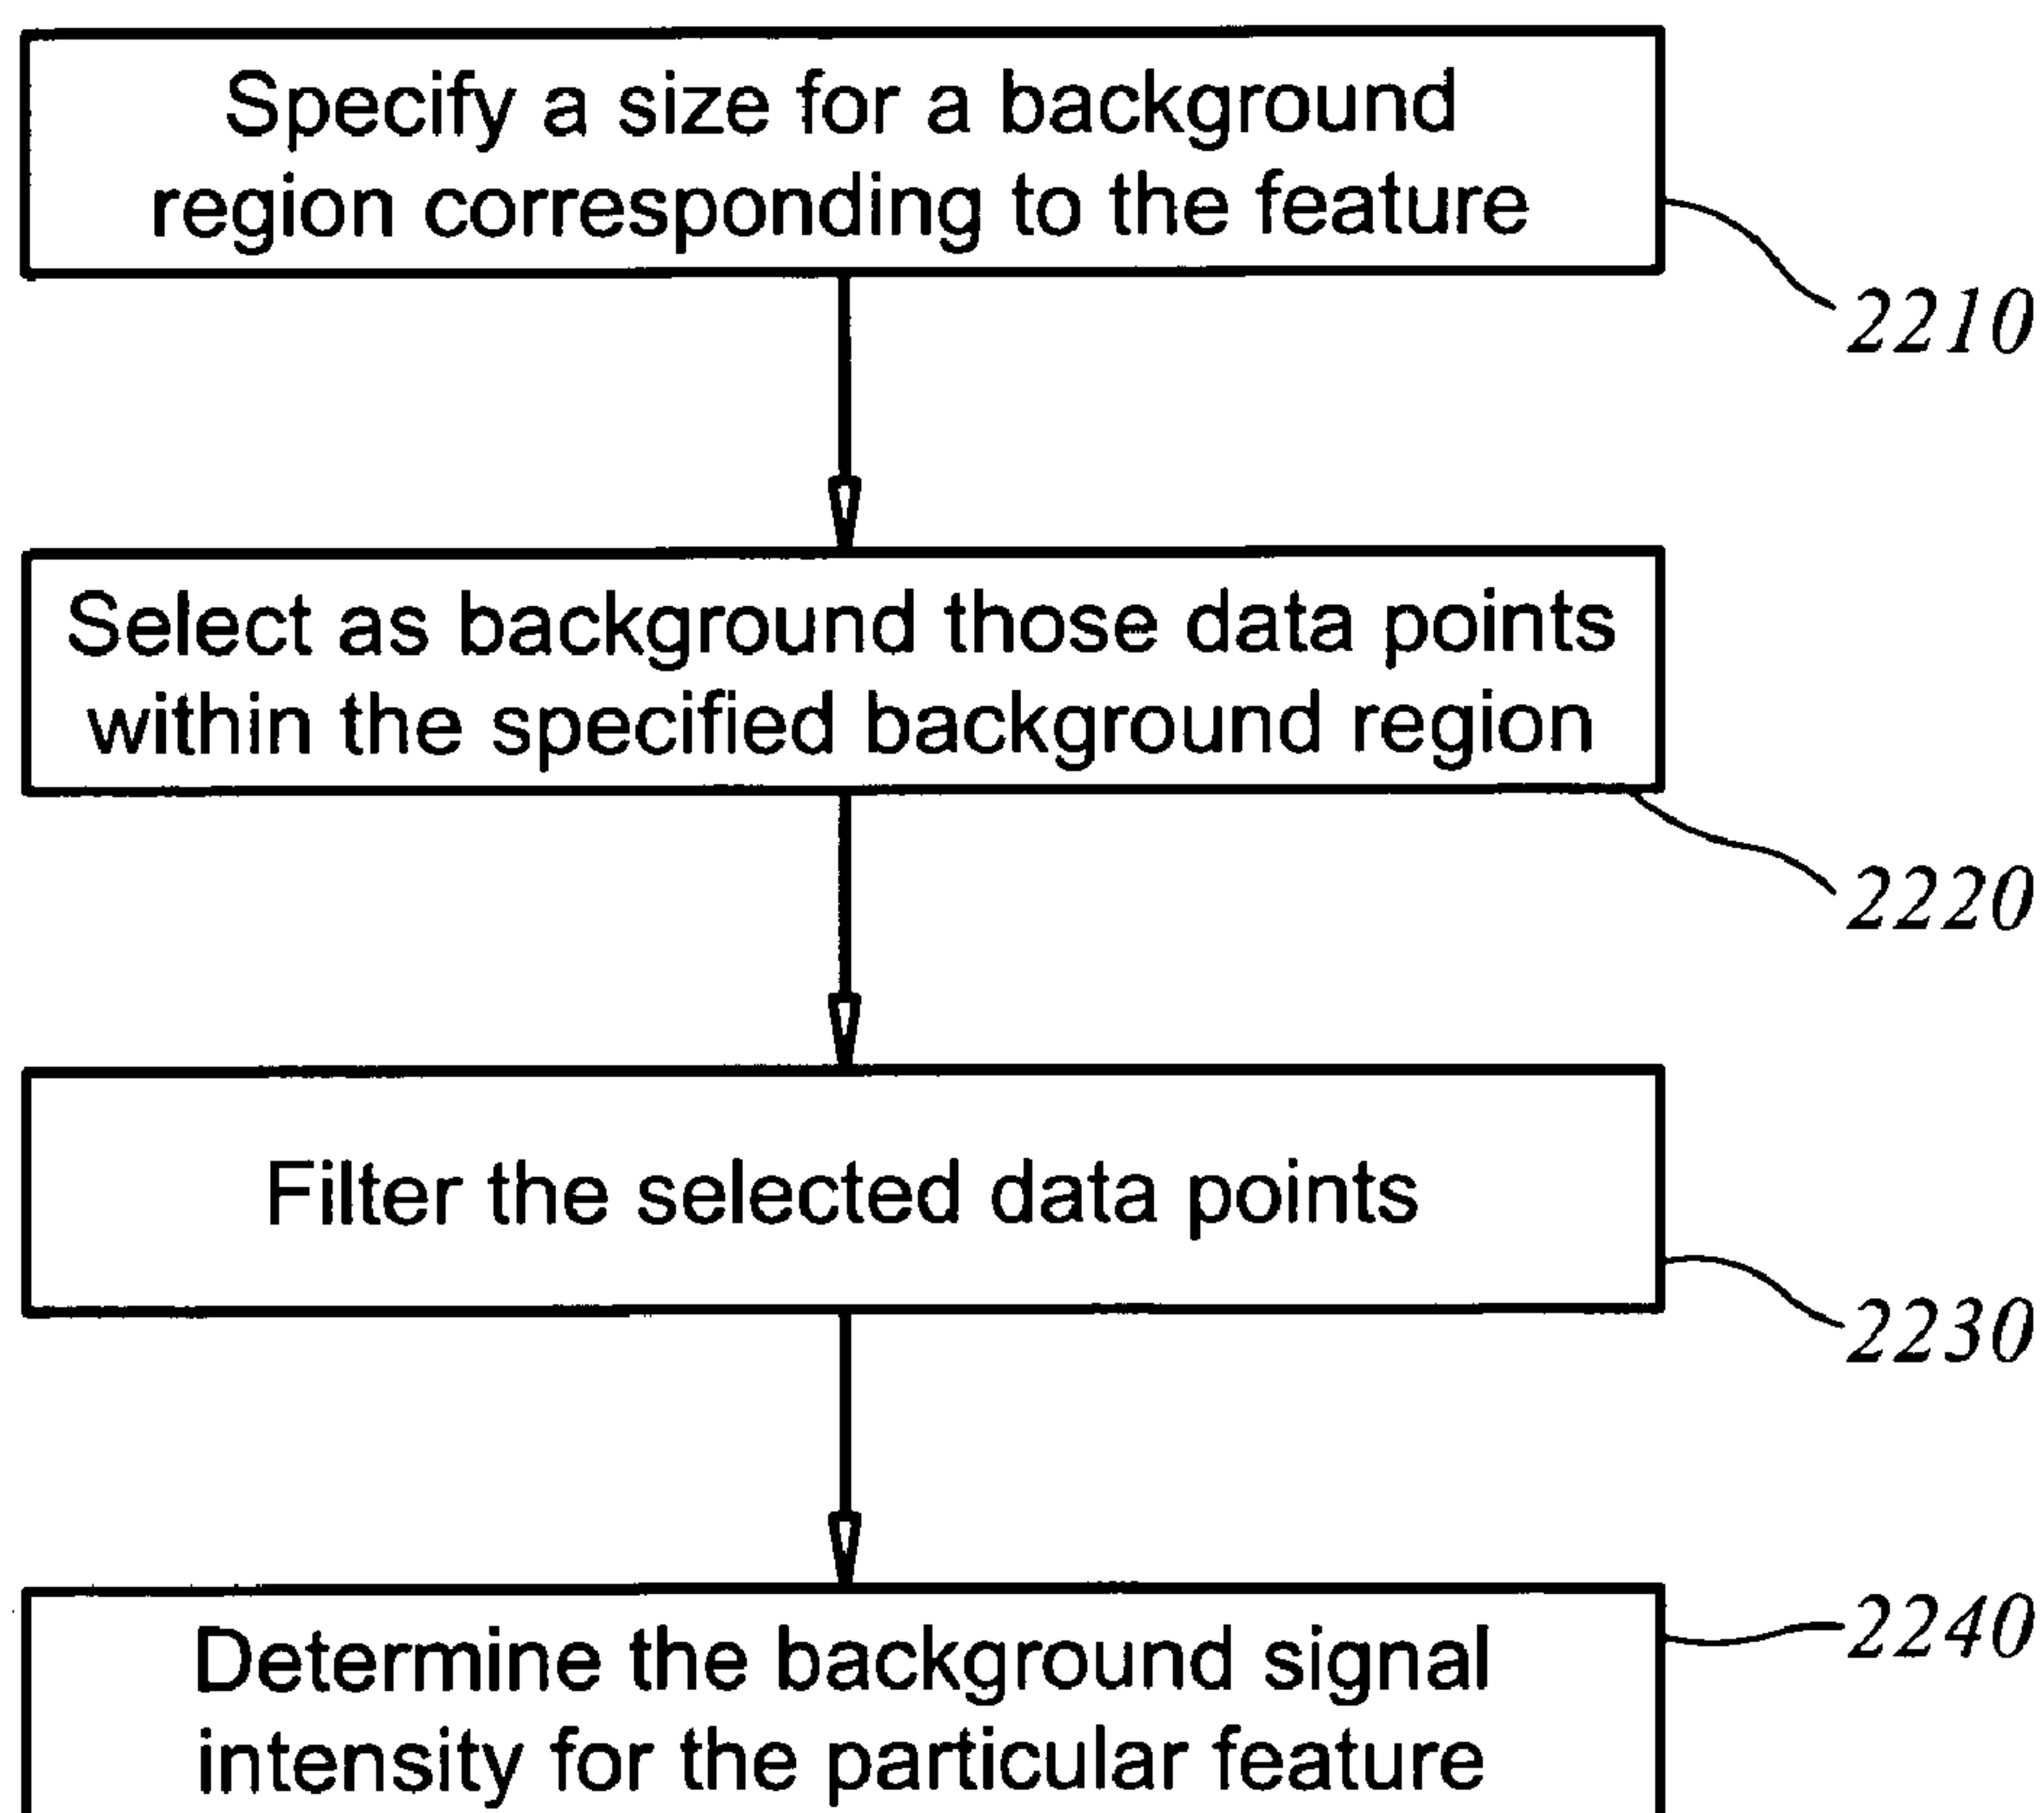 Specify a size for a background
region corresponding to the feature
2210
Select as background those data points
within the specified background region
2220
Filter the selected data points
2230
2240
Determine the background signal
intensity for the particular feature